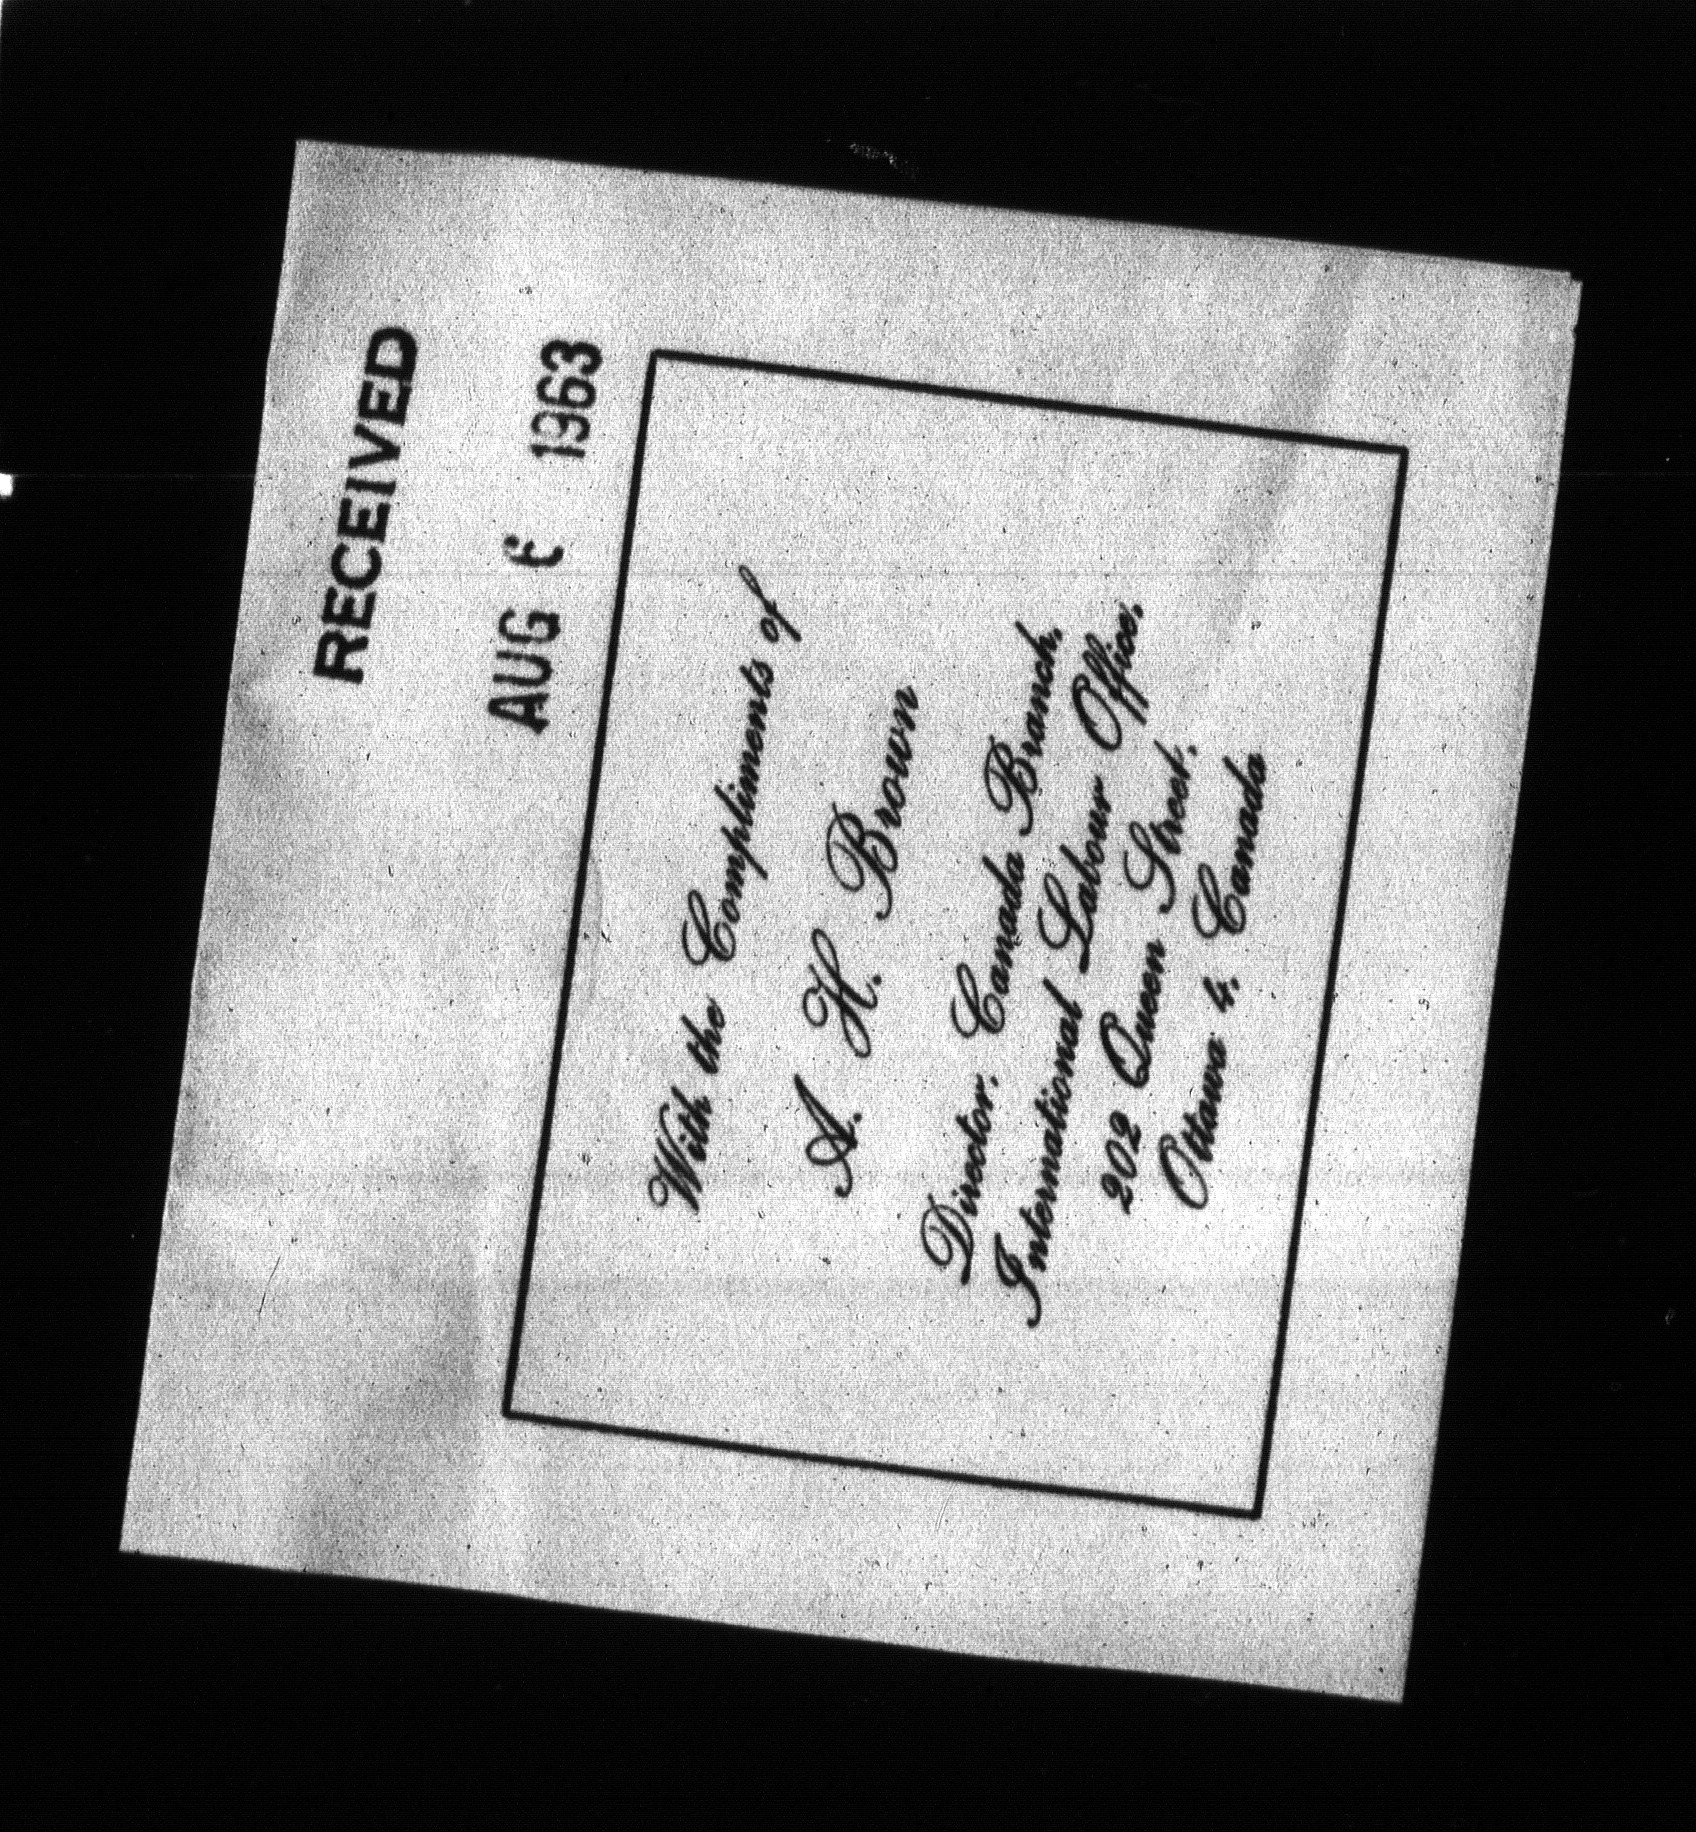 RECEIVED
AUG 6 1963
With the Compliments of
A. H. Brown
Director, Canada Branch,
International Labour Office,
202 Queen Street,
Ottawa 4, Canada